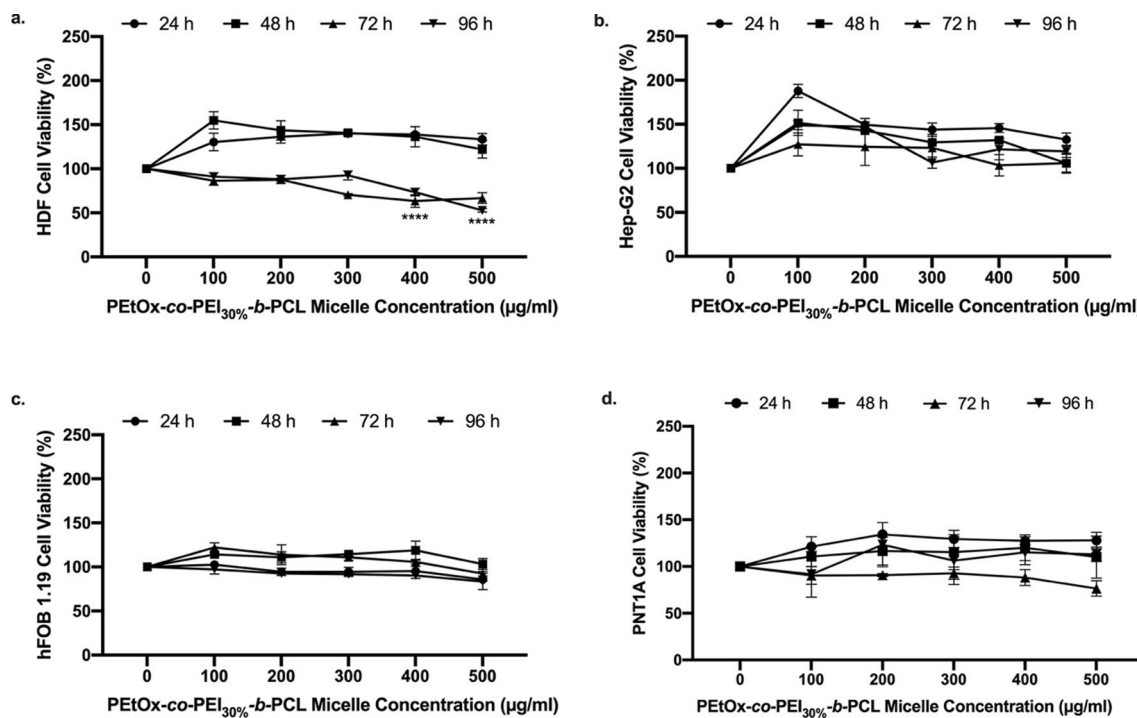 a.
24 h 48 h 72 h 96 h
250
200
150
100
50
0
HDF Cell Viability (%)
**** ****
0 100 200 300 400 500
PEtOx-co-PEI30%-b-PCL Micelle Concentration (µg/ml)
b.
24 h 48 h 72 h 96 h
250
200
150
100
50
0
Hep-G2 Cell Viability (%)
0 100 200 300 400 500
PEtOx-co-PEI30%-b-PCL Micelle Concentration (µg/ml)
c.
24 h 48 h 72 h 96 h
250
200
150
100
50
0
hFOB 1.19 Cell Viability (%)
0 100 200 300 400 500
PEtOx-co-PEI30%-b-PCL Micelle Concentration (µg/ml)
d.
24 h 48 h 72 h 96 h
250
200
150
100
50
0
PNT1A Cell Viability (%)
0 100 200 300 400 500
PEtOx-co-PEI30%-b-PCL Micelle Concentration (µg/ml)